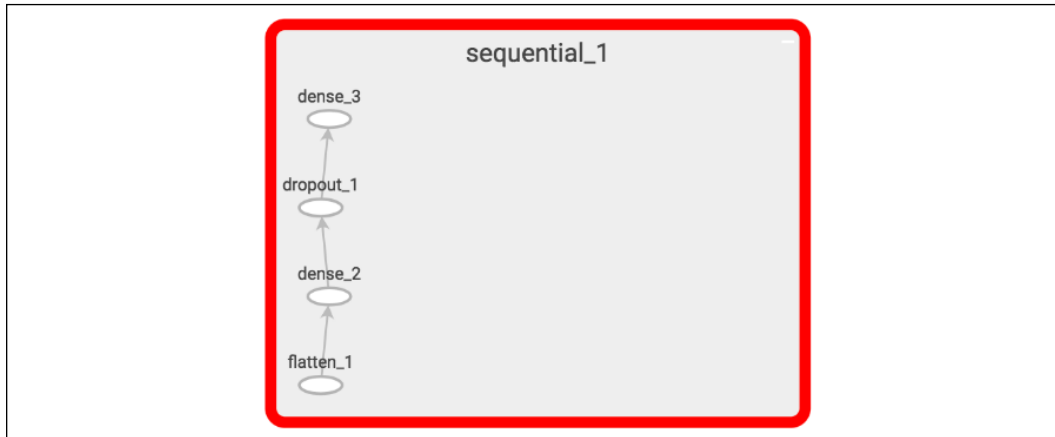 sequential_1
dense_3
dropout_1
dense_2
flatten_1